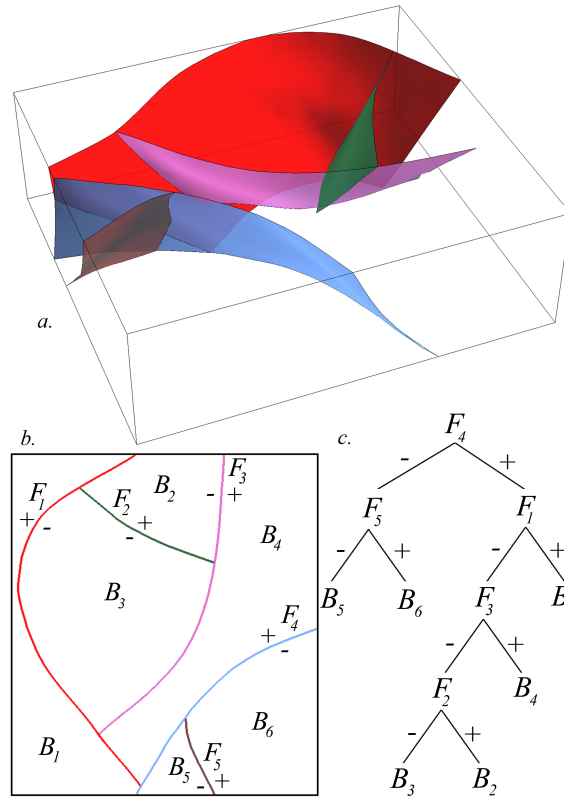 a.
b.
F1
+ -
F2
- +
B2
F3
- +
B4
B3
F4
+ -
B1
B6
B5
F5
- +
c.
F4
- +
F5
F1
- +
- +
B5
B6
F3
B
- +
F2
B4
- +
B3
B2